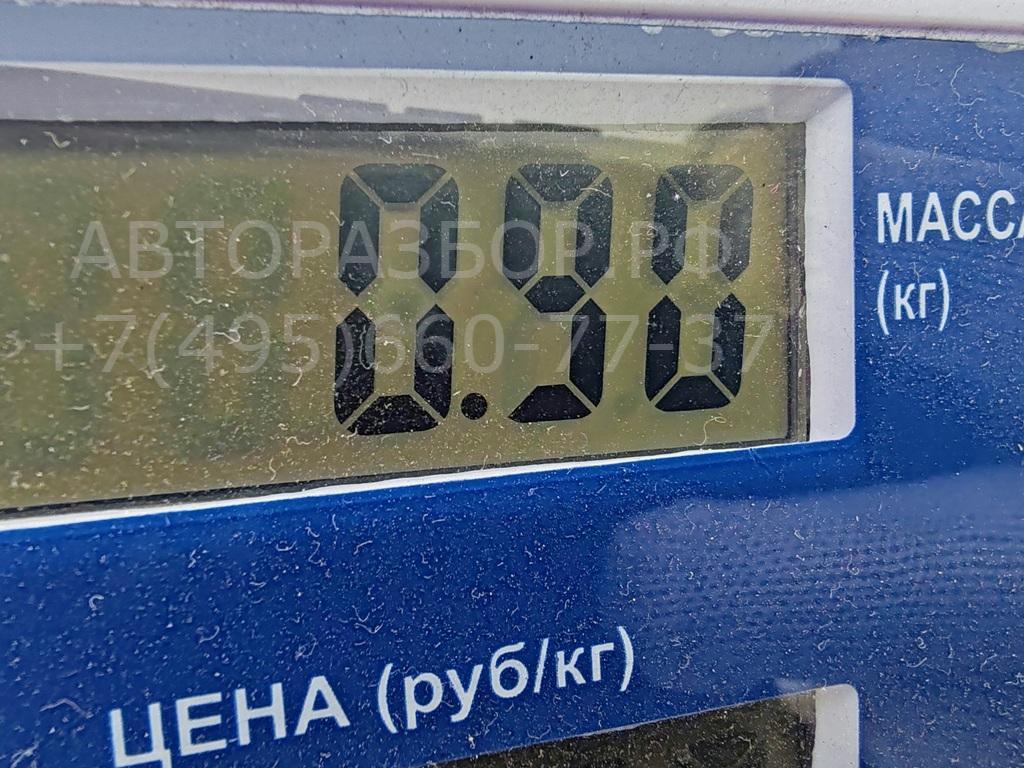 0.90
МАССА
(кг)
АВТОРАЗБОР.РФ
+7(495)660-77-37
ЦЕНА (руб/кг)